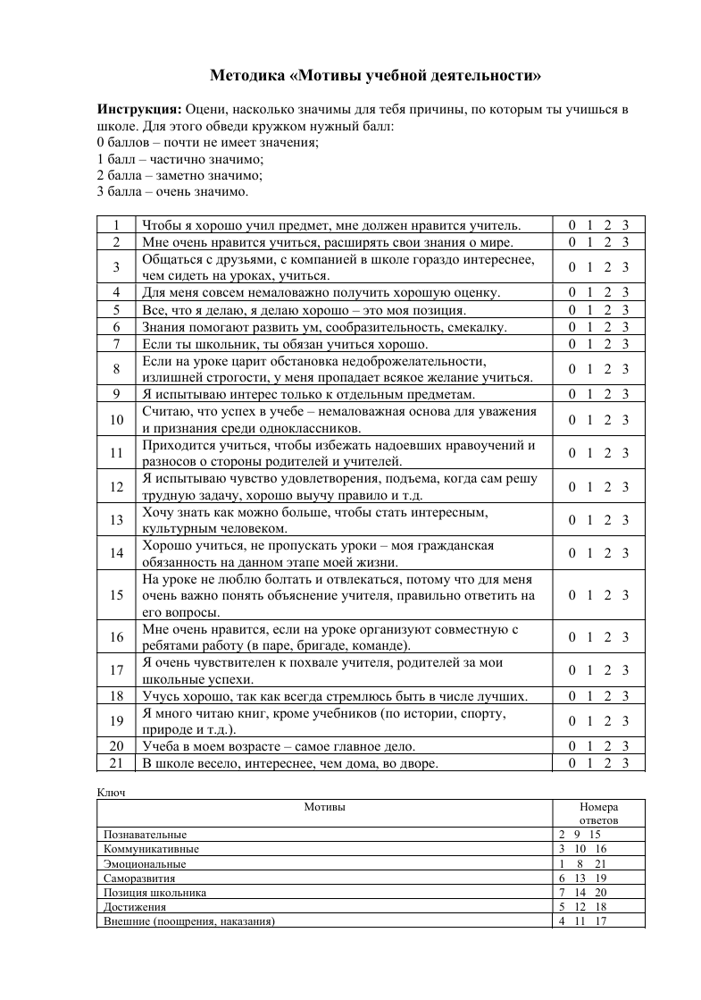 Методика «Мотивы учебной деятельности»
Инструкция: Оцени, насколько значимы для тебя причины, по которым ты учишься в
школе. Для этого обведи кружком нужный балл:
0 баллов – почти не имеет значения;
1 балл – частично значимо;
2 балла – заметно значимо;
3 балла – очень значимо.
1 Чтобы я хорошо учил предмет, мне должен нравится учитель. 0 1 2 3
2 Мне очень нравится учиться, расширять свои знания о мире. 0 1 2 3
3 Общаться с друзьями, с компанией в школе гораздо интереснее, 0 1 2 3
чем сидеть на уроках, учиться.
4 Для меня совсем немаловажно получить хорошую оценку. 0 1 2 3
5 Все, что я делаю, я делаю хорошо – это моя позиция. 0 1 2 3
6 Знания помогают развить ум, сообразительность, смекалку. 0 1 2 3
7 Если ты школьник, ты обязан учиться хорошо. 0 1 2 3
8 Если на уроке царит обстановка недоброжелательности, 0 1 2 3
излишней строгости, у меня пропадает всякое желание учиться.
9 Я испытываю интерес только к отдельным предметам. 0 1 2 3
10 Считаю, что успех в учебе – немаловажная основа для уважения 0 1 2 3
и признания среди одноклассников.
11 Приходится учиться, чтобы избежать надоевших нравоучений и 0 1 2 3
разносов о стороны родителей и учителей.
12 Я испытываю чувство удовлетворения, подъема, когда сам решу 0 1 2 3
трудную задачу, хорошо выучу правило и т.д.
13 Хочу знать как можно больше, чтобы стать интересным, 0 1 2 3
культурным человеком.
14 Хорошо учиться, не пропускать уроки – моя гражданская 0 1 2 3
обязанность на данном этапе моей жизни.
15 На уроке не люблю болтать и отвлекаться, потому что для меня 0 1 2 3
очень важно понять объяснение учителя, правильно ответить на
его вопросы.
16 Мне очень нравится, если на уроке организуют совместную с 0 1 2 3
ребятами работу (в паре, бригаде, команде).
17 Я очень чувствителен к похвале учителя, родителей за мои 0 1 2 3
школьные успехи.
18 Учусь хорошо, так как всегда стремлюсь быть в числе лучших. 0 1 2 3
19 Я много читаю книг, кроме учебников (по истории, спорту, 0 1 2 3
природе и т.д.).
20 Учеба в моем возрасте – самое главное дело. 0 1 2 3
21 В школе весело, интереснее, чем дома, во дворе. 0 1 2 3
Ключ
Мотивы Номера
ответов
Познавательные 2 9 15
Коммуникативные 3 10 16
Эмоциональные 1 8 21
Саморазвития 6 13 19
Позиция школьника 7 14 20
Достижения 5 12 18
Внешние (поощрения, наказания) 4 11 17